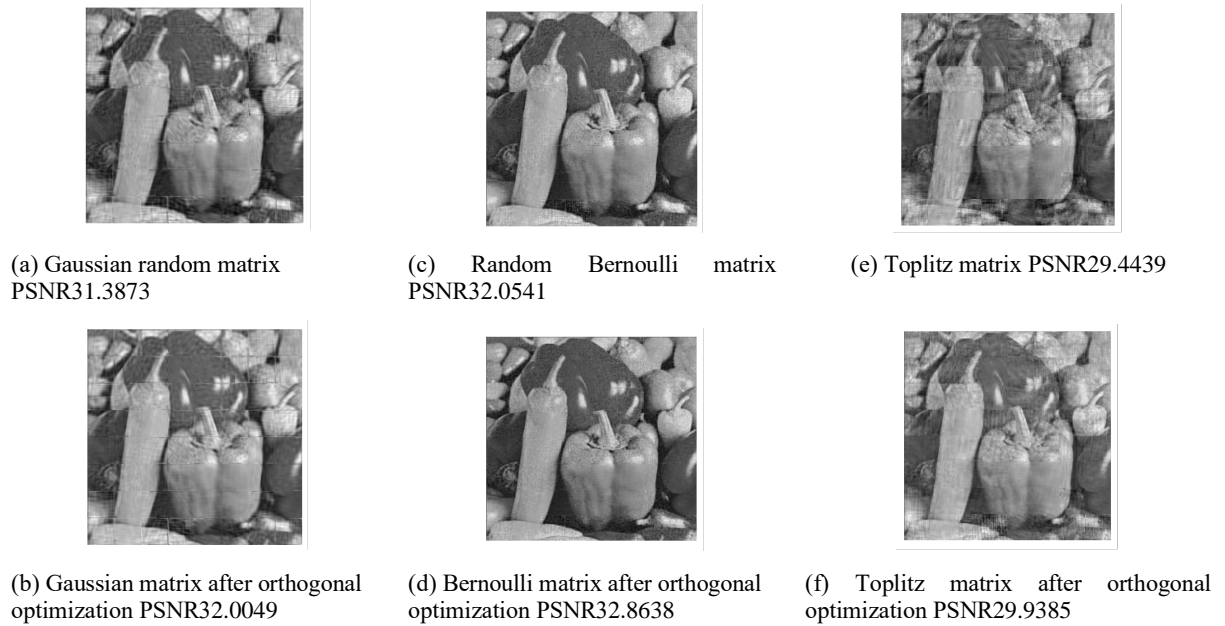 (a) Gaussian random matrix
PSNR31.3873
(c) Random Bernoulli matrix
PSNR32.0541
(e) Toplitz matrix PSNR29.4439
(b) Gaussian matrix after orthogonal
optimization PSNR32.0049
(d) Bernoulli matrix after orthogonal
optimization PSNR32.8638
(f) Toplitz matrix after orthogonal
optimization PSNR29.9385